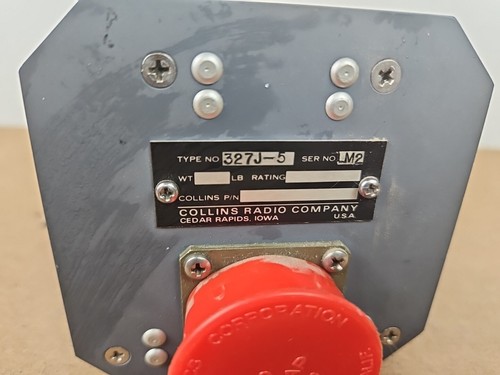 TYPE NO 327J-5 SER NO LM2
WT LB RATING
COLLINS P/N
COLLINS RADIO COMPANY
CEDAR RAPIDS, IOWA U.S.A.
CORPORATION